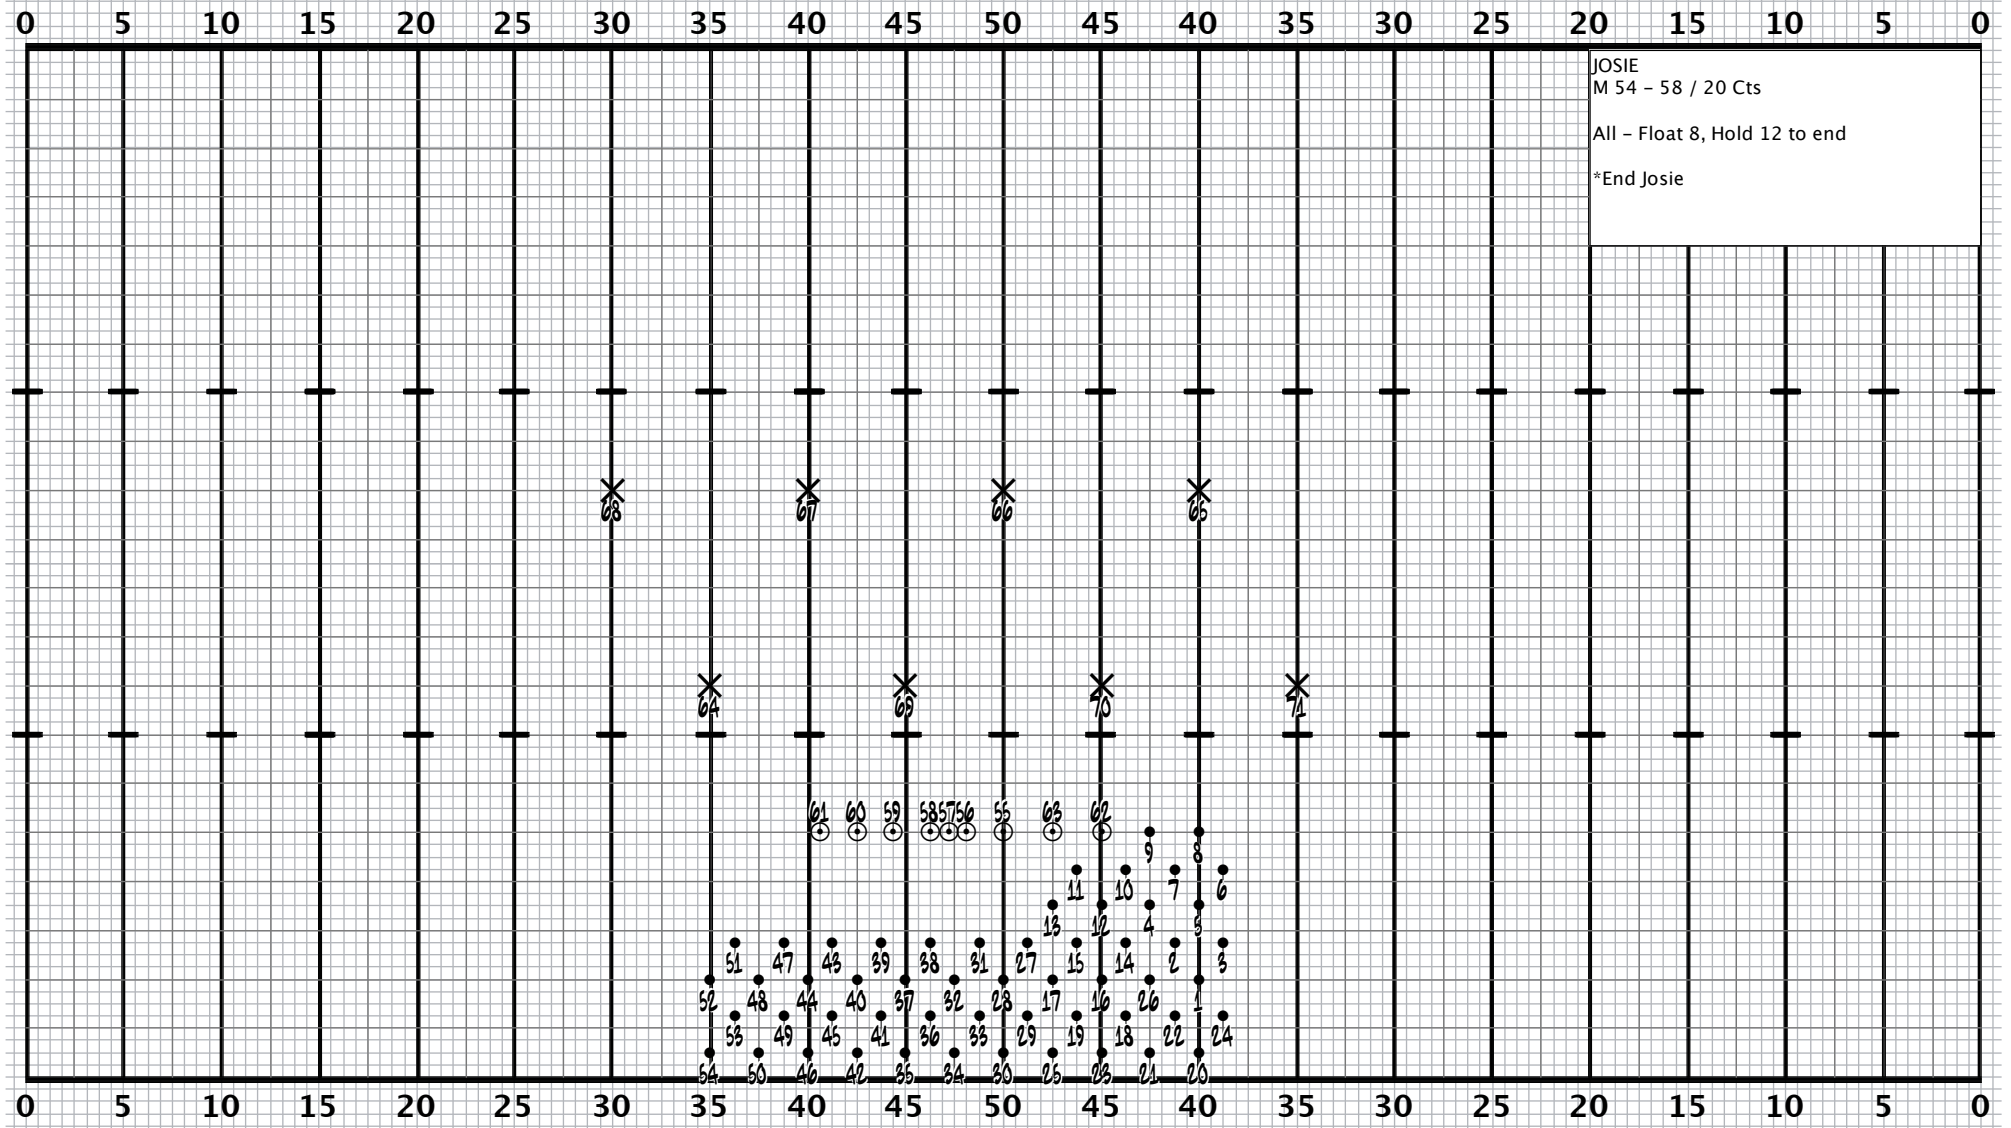 0 5 10 15 20 25 30 35 40 45 50 45 40 35 30 25 20 15 10 5 0
JOSIE
M 54 – 58 / 20 Cts
All – Float 8, Hold 12 to end
*End Josie
68 67 66 65
64 69 70 71
61 60 59 58 57 56 55 63 62
9 8
11 10 7 6
13 12 4 5
51 47 43 39 38 31 27 15 14 2 3
52 48 44 40 37 32 28 17 16 26 1
53 49 45 41 36 33 29 19 18 22 24
54 50 46 42 35 34 30 25 23 21 20
0 5 10 15 20 25 30 35 40 45 50 45 40 35 30 25 20 15 10 5 0